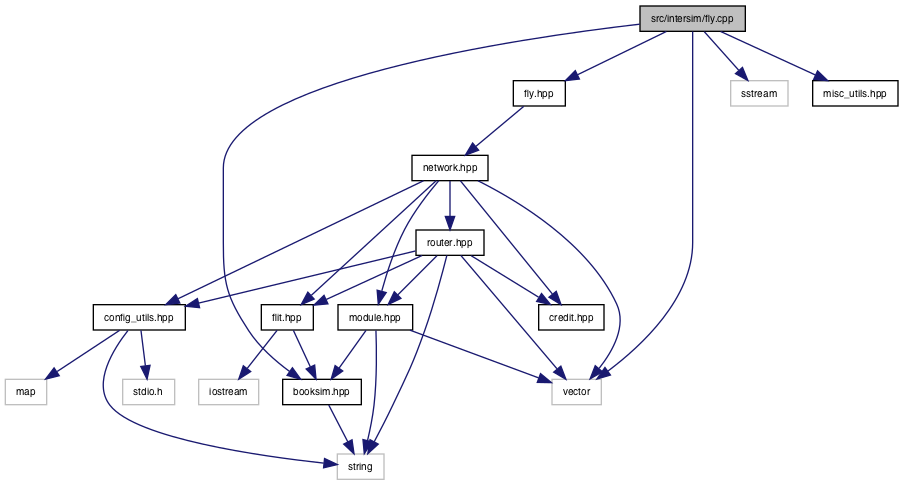 src/intersim/fly.cpp
fly.hpp
sstream
misc_utils.hpp
network.hpp
router.hpp
config_utils.hpp
flit.hpp
module.hpp
credit.hpp
map
stdio.h
iostream
booksim.hpp
vector
string